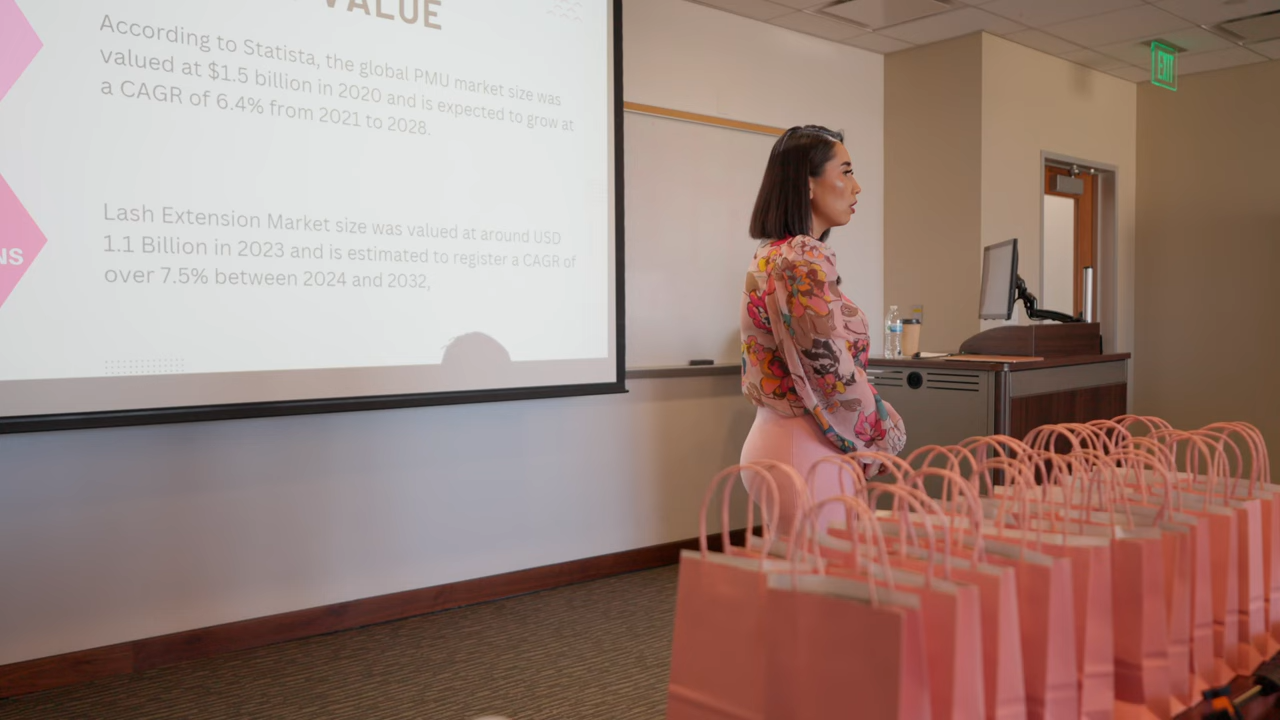 VALUE
According to Statista, the global PMU market size was
valued at $1.5 billion in 2020 and is expected to grow at
a CAGR of 6.4% from 2021 to 2028.
Lash Extension Market size was valued at around USD
1.1 Billion in 2023 and is estimated to register a CAGR of
over 7.5% between 2024 and 2032,
NS
EXIT